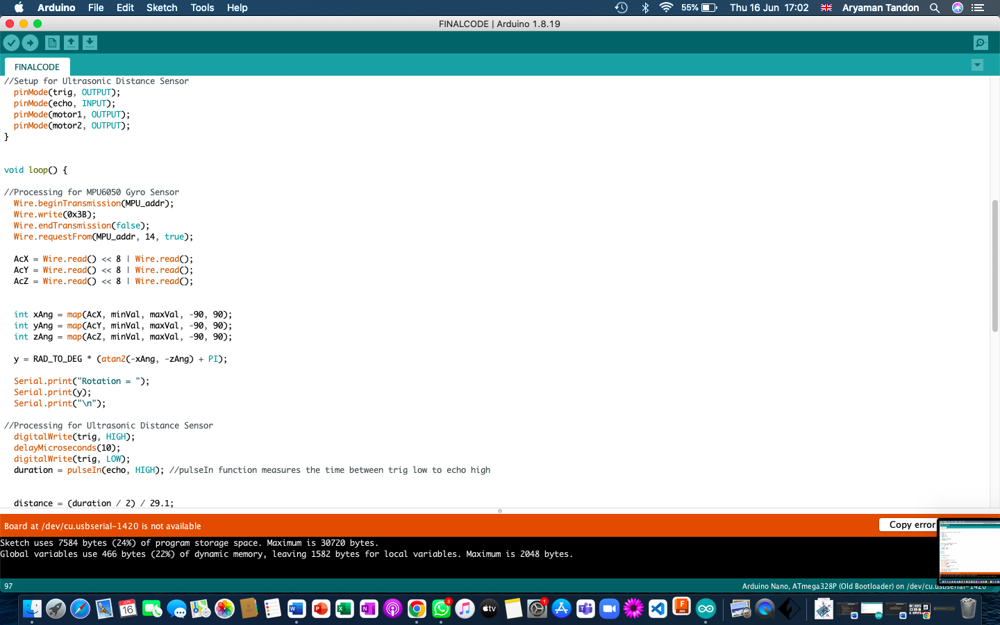 Arduino File Edit Sketch Tools Help 55% Thu 16 Jun 17:02 Aryaman Tandon
FINALCODE | Arduino 1.8.19
FINALCODE
//Setup for Ultrasonic Distance Sensor
pinMode(trig, OUTPUT);
pinMode(echo, INPUT);
pinMode(motor1, OUTPUT);
pinMode(motor2, OUTPUT);
}
void loop() {
//Processing for MPU6050 Gyro Sensor
Wire.beginTransmission(MPU_addr);
Wire.write(0x3B);
Wire.endTransmission(false);
Wire.requestFrom(MPU_addr, 14, true);
AcX = Wire.read() << 8 | Wire.read();
AcY = Wire.read() << 8 | Wire.read();
AcZ = Wire.read() << 8 | Wire.read();
int xAng = map(AcX, minVal, maxVal, -90, 90);
int yAng = map(AcY, minVal, maxVal, -90, 90);
int zAng = map(AcZ, minVal, maxVal, -90, 90);
y = RAD_TO_DEG * (atan2(-xAng, -zAng) + PI);
Serial.print("Rotation = ");
Serial.print(y);
Serial.print("\n");
//Processing for Ultrasonic Distance Sensor
digitalWrite(trig, HIGH);
delayMicroseconds(10);
digitalWrite(trig, LOW);
duration = pulseIn(echo, HIGH); //pulseIn function measures the time between trig low to echo high
distance = (duration / 2) / 29.1;
Board at /dev/cu.usbserial-1420 is not available
Copy error
Sketch uses 7584 bytes (24%) of program storage space. Maximum is 30720 bytes.
Global variables use 466 bytes (22%) of dynamic memory, leaving 1582 bytes for local variables. Maximum is 2048 bytes.
97
Arduino Nano, ATmega328P (Old Bootloader) on /dev/cu.usbserial-1420
JUN
16
3
tv
1